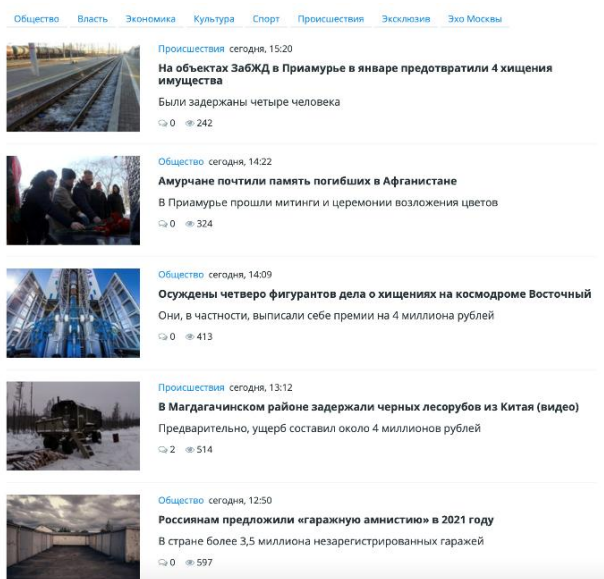 Общество Власть Экономика Культура Спорт Происшествия Эксклюзив Эхо Москвы
Происшествия сегодня, 15:20
На объектах ЗабЖД в Приамурье в январе предотвратили 4 хищения
имущества
Были задержаны четыре человека
0 242
Общество сегодня, 14:22
Амурчане почтили память погибших в Афганистане
В Приамурье прошли митинги и церемонии возложения цветов
0 324
Общество сегодня, 14:09
Осуждены четверо фигурантов дела о хищениях на космодроме Восточный
Они, в частности, выписали себе премии на 4 миллиона рублей
0 413
Происшествия сегодня, 13:12
В Магдагачинском районе задержали черных лесорубов из Китая (видео)
Предварительно, ущерб составил около 4 миллионов рублей
2 514
Общество сегодня, 12:50
Россиянам предложили «гаражную амнистию» в 2021 году
В стране более 3,5 миллиона незарегистрированных гаражей
0 597